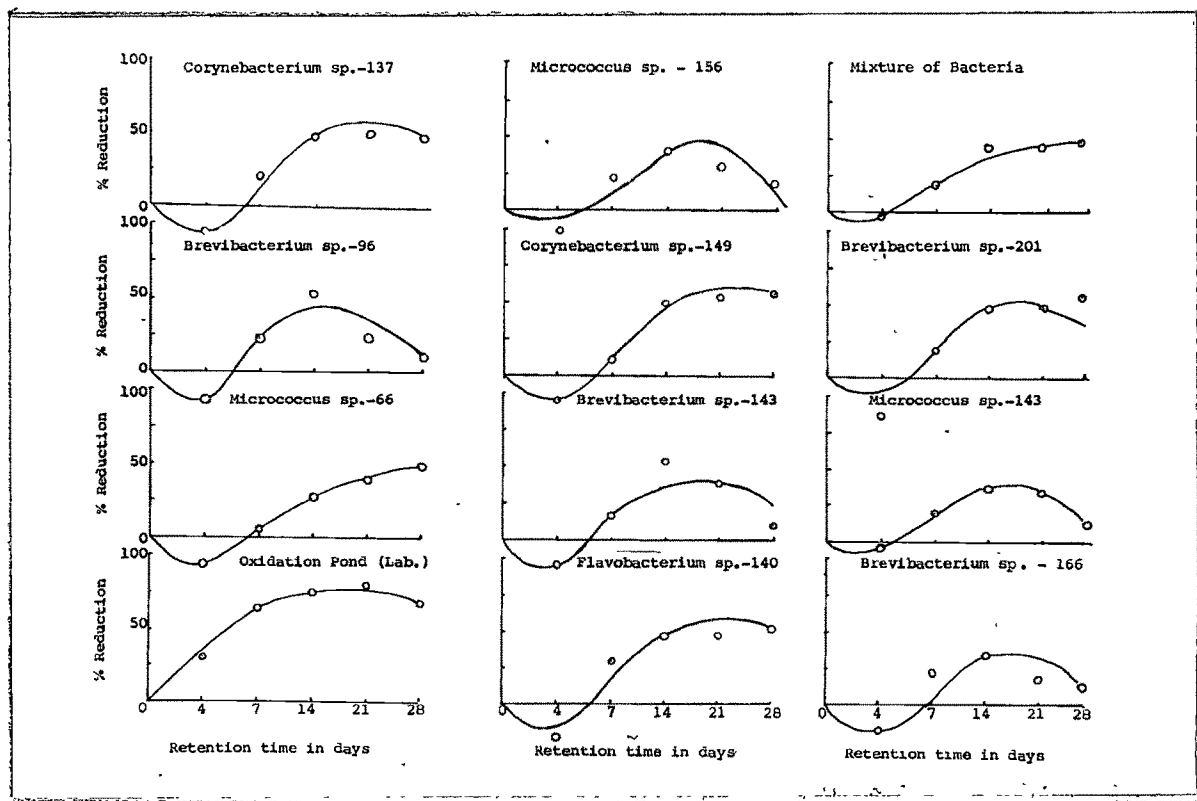 100
Corynebacterium sp.-137
50
0
% Reduction
Micrococcus sp. - 156
Mixture of Bacteria
100
Brevibacterium sp.-96
50
0
% Reduction
Corynebacterium sp.-149
Brevibacterium sp.-201
100
Micrococcus sp.-66
50
0
% Reduction
Brevibacterium sp.-143
Micrococcus sp.-143
100
Oxidation Pond (Lab.)
50
0
% Reduction
Flavobacterium sp.-140
Brevibacterium sp. - 166
0 4 7 14 21 28
0 4 7 14 21 28
0 4 7 14 21 28
Retention time in days
Retention time in days
Retention time in days